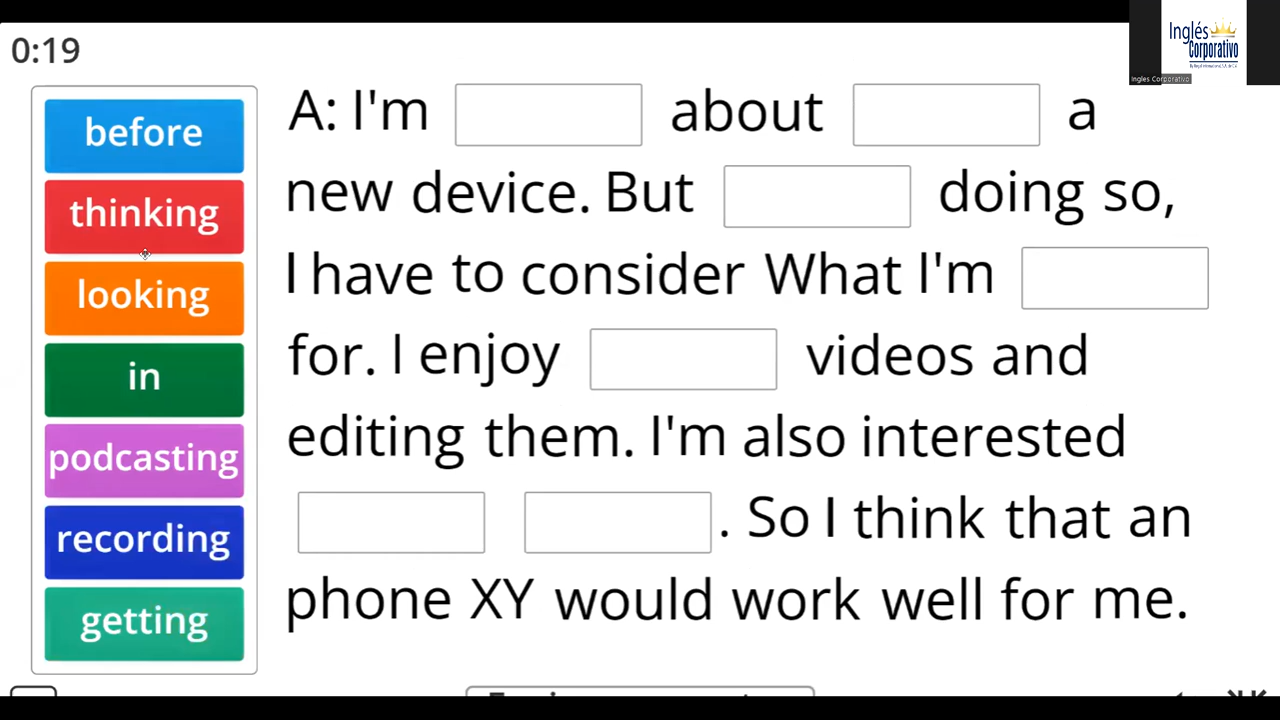 0:19
Inglés
Corporativo
Ingles Corporativo
before
thinking
looking
in
podcasting
recording
getting
A: I'm about a
new device. But doing so,
I have to consider What I'm
for. I enjoy videos and
editing them. I'm also interested
. So I think that an
phone XY would work well for me.